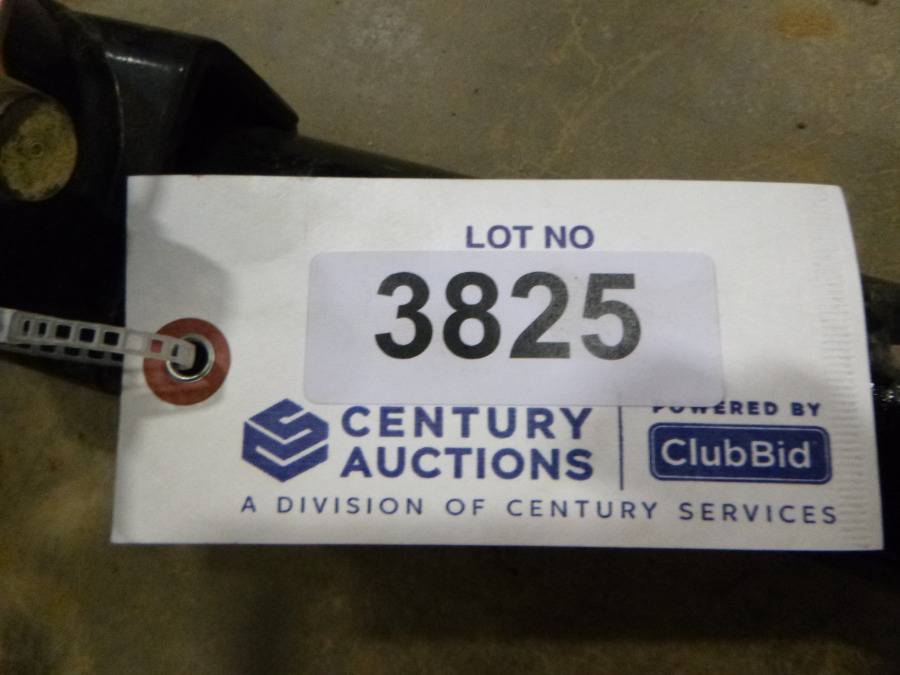 LOT NO
3825
CENTURY
AUCTIONS
POWERED BY
ClubBid
A DIVISION OF CENTURY SERVICES